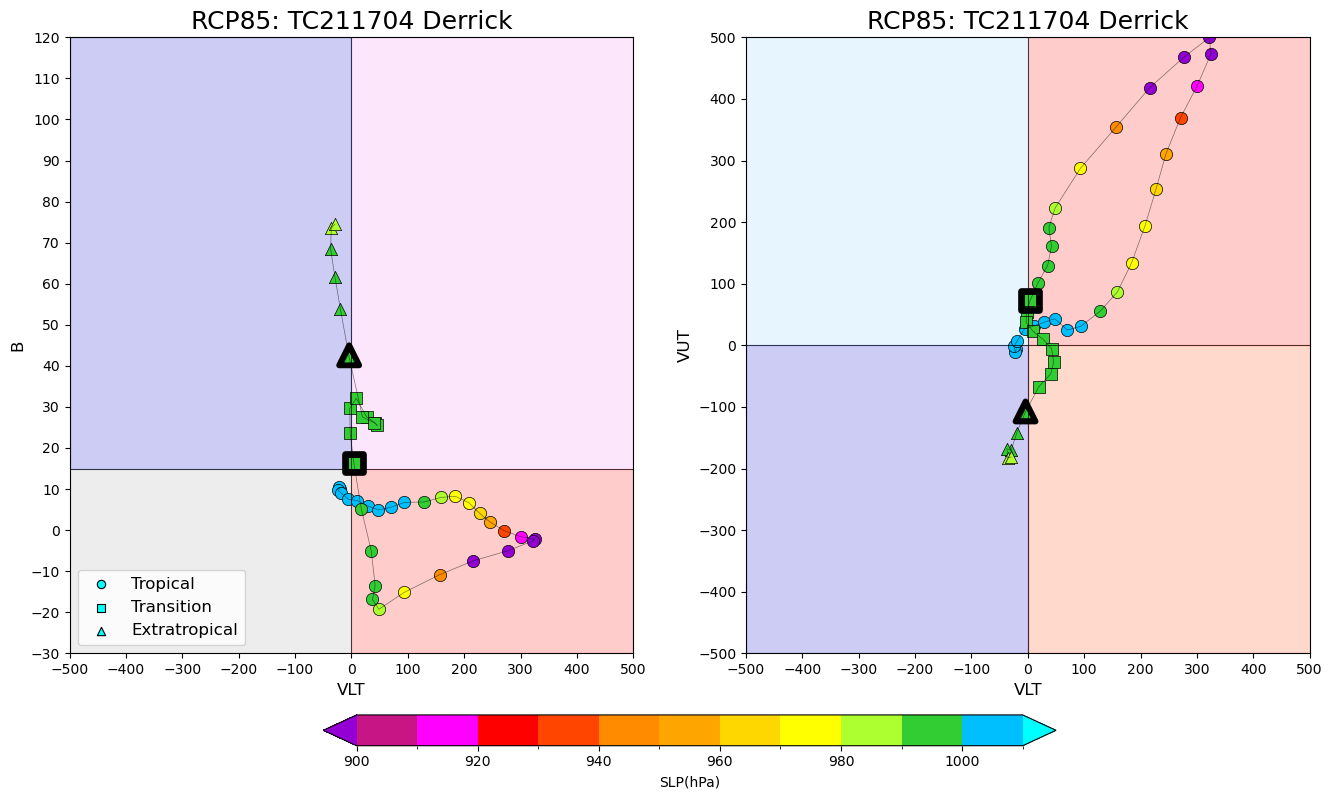 RCP85: TC211704 Derrick
120
110
100
90
80
70
60
50
40
30
20
10
0
−10
−20
−30
B
Tropical
Transition
Extratropical
−500 −400 −300 −200 −100 0 100 200 300 400 500
VLT
RCP85: TC211704 Derrick
500
400
300
200
100
0
−100
−200
−300
−400
−500
VUT
−500 −400 −300 −200 −100 0 100 200 300 400 500
VLT
900 920 940 960 980 1000
SLP(hPa)